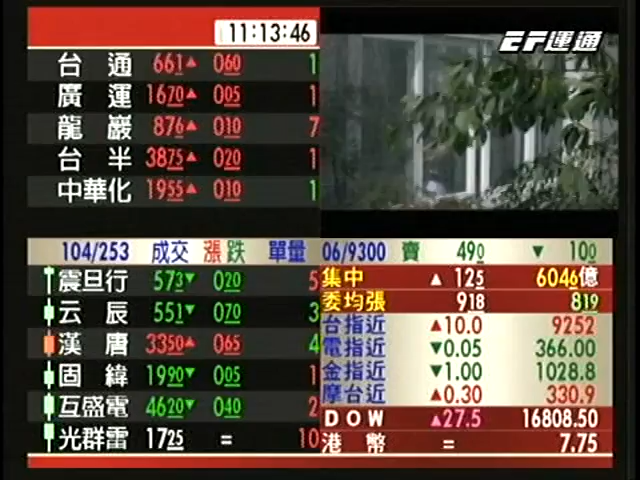 11:13:46
EF運通
台通 661▲ 060 1
廣運 1670▲ 005 1
龍巖 876▲ 010 7
台半 3875▲ 020 1
中華化 1955▲ 010 1
104/253 成交 漲跌 單量
震旦行 573▼ 020 5
云辰 551▼ 070 3
漢唐 3350▲ 065 4
固緯 1990▼ 005 1
互盛電 4620▼ 040 2
光群雷 1725 = 10
06/9300 賣 490 ▼ 100
集中 ▲ 125 6046億
委均張 918 819
台指近 ▲10.0 9252
電指近 ▼0.05 366.00
金指近 ▼1.00 1028.8
摩台近 ▲0.30 330.9
DOW ▲27.5 16808.50
港幣 = 7.75